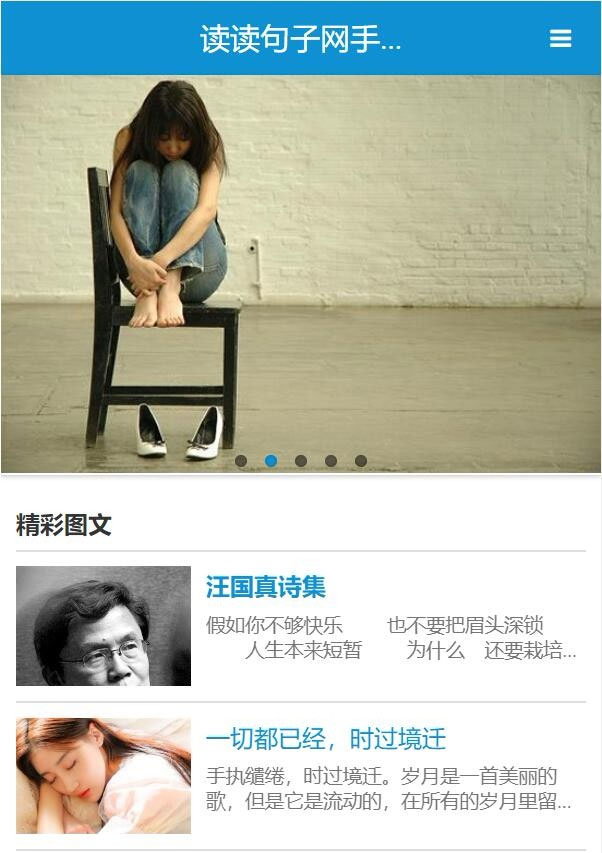 读读句子网手...
精彩图文
汪国真诗集
假如你不够快乐　　也不要把眉头深锁
　　人生本来短暂　　为什么　还要栽培...
一切都已经，时过境迁
手执缱绻，时过境迁。岁月是一首美丽的
歌，但是它是流动的，在所有的岁月里留...